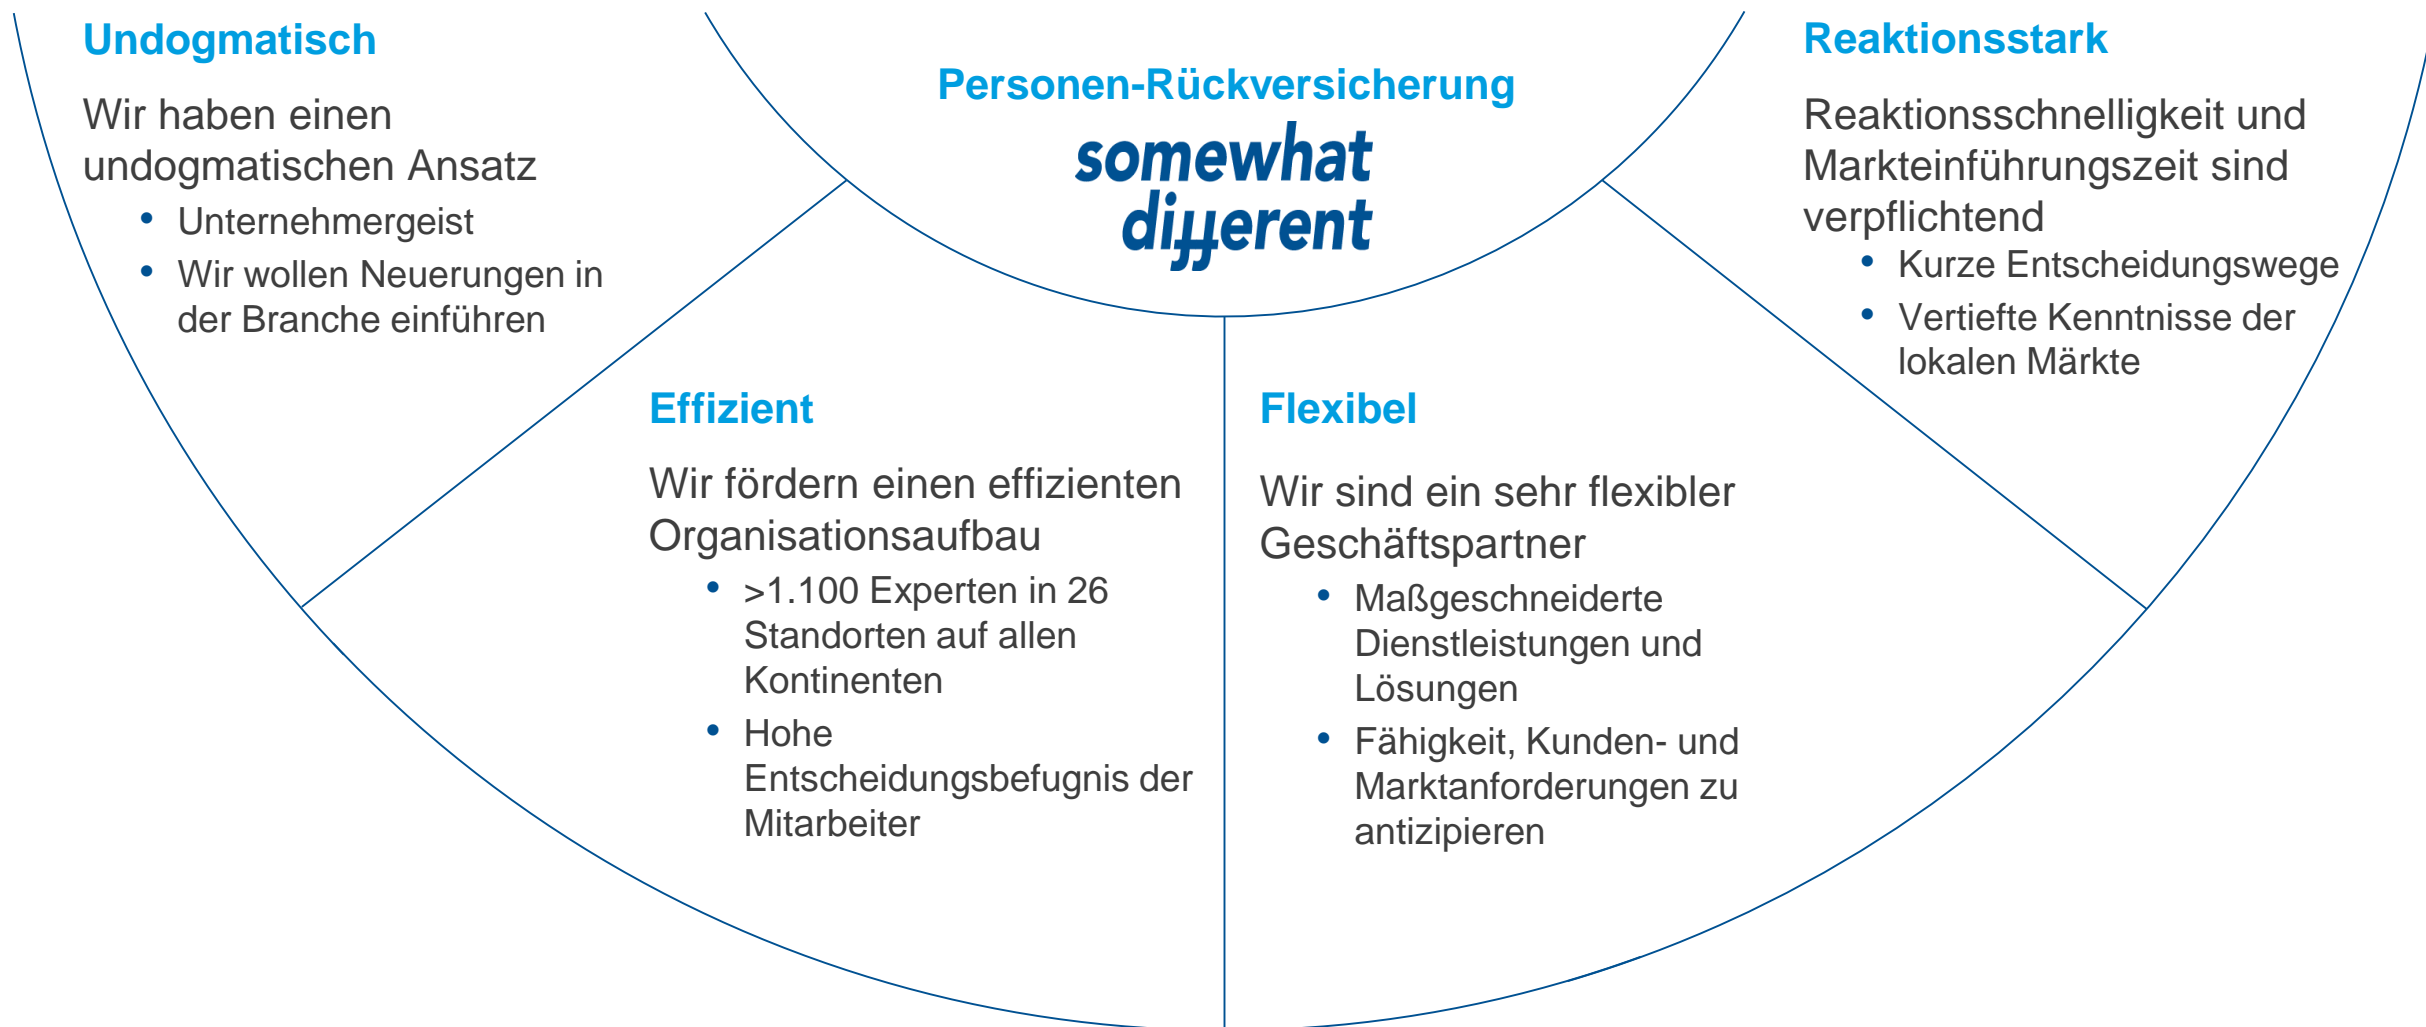 Undogmatisch
Wir haben einen
undogmatischen Ansatz
• Unternehmergeist
• Wir wollen Neuerungen in
der Branche einführen
Personen-Rückversicherung
somewhat
different
Reaktionsstark
Reaktionsschnelligkeit und
Markteinführungszeit sind
verpflichtend
• Kurze Entscheidungswege
• Vertiefte Kenntnisse der
lokalen Märkte
Effizient
Wir fördern einen effizienten
Organisationsaufbau
• >1.100 Experten in 26
Standorten auf allen
Kontinenten
• Hohe
Entscheidungsbefugnis der
Mitarbeiter
Flexibel
Wir sind ein sehr flexibler
Geschäftspartner
• Maßgeschneiderte
Dienstleistungen und
Lösungen
• Fähigkeit, Kunden- und
Marktanforderungen zu
antizipieren